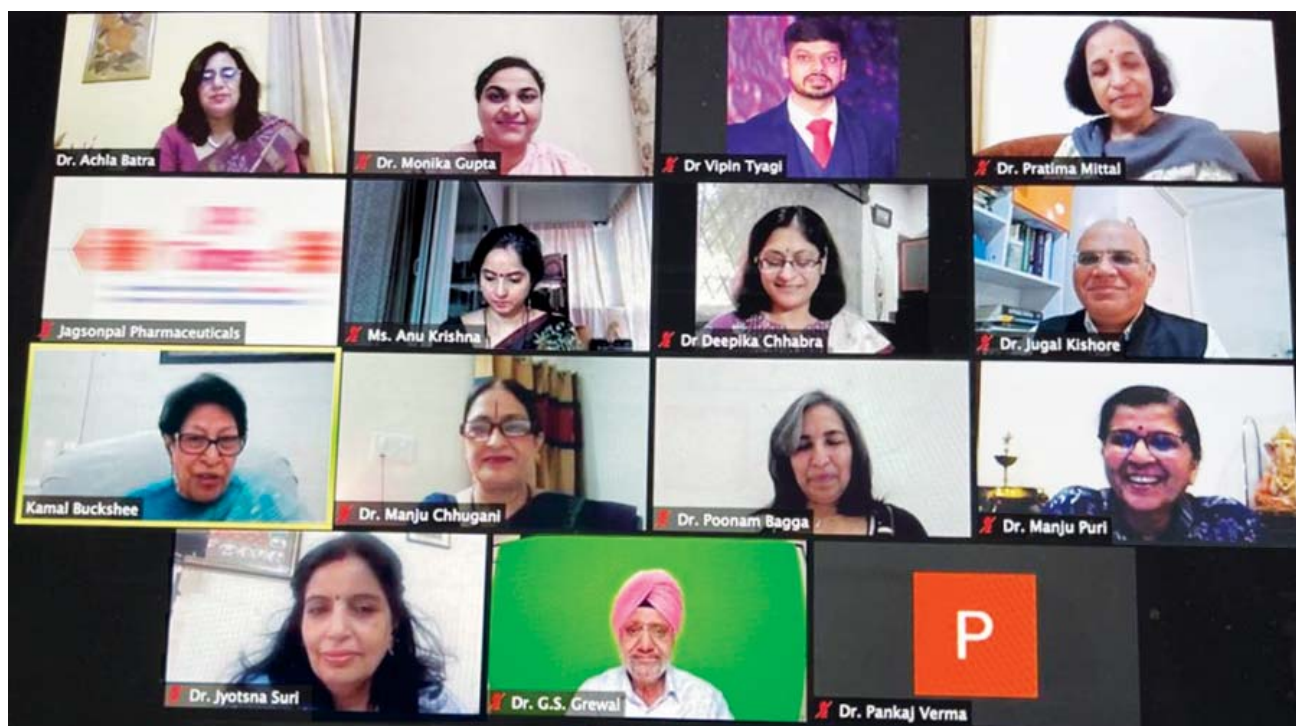 Dr. Achla Batra
Dr. Monika Gupta
Dr Vipin Tyagi
Dr. Pratima Mittal
Jagsonpal Pharmaceuticals
Ms. Anu Krishna
Dr Deepika Chhabra
Dr. Jugal Kishore
Kamal Buckshee
Dr. Manju Chhugani
Dr. Poonam Bagga
Dr. Manju Puri
Dr. Jyotsna Suri
Dr. G.S. Grewal
P
Dr. Pankaj Verma